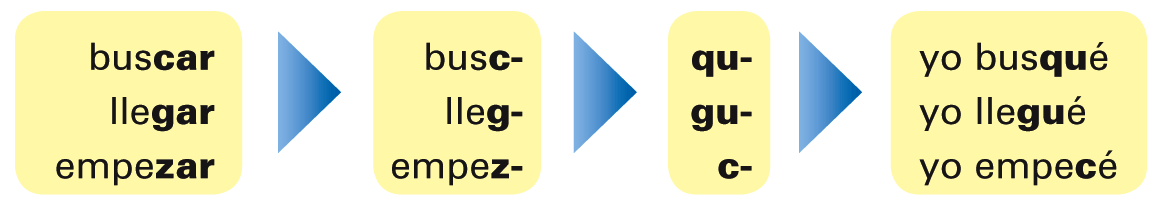 buscar busc- qu- yo busqué
llegar lleg- gu- yo llegué
empezar empez- c- yo empecé